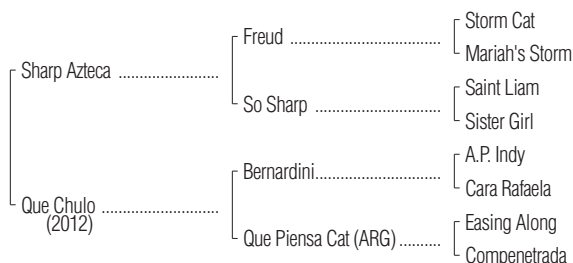 Storm Cat
Freud
Mariah's Storm
Sharp Azteca
Saint Liam
So Sharp
Sister Girl
A.P. Indy
Bernardini
Cara Rafaela
Que Chulo
(2012)
Easing Along
Que Piensa Cat (ARG)
Compenetrada